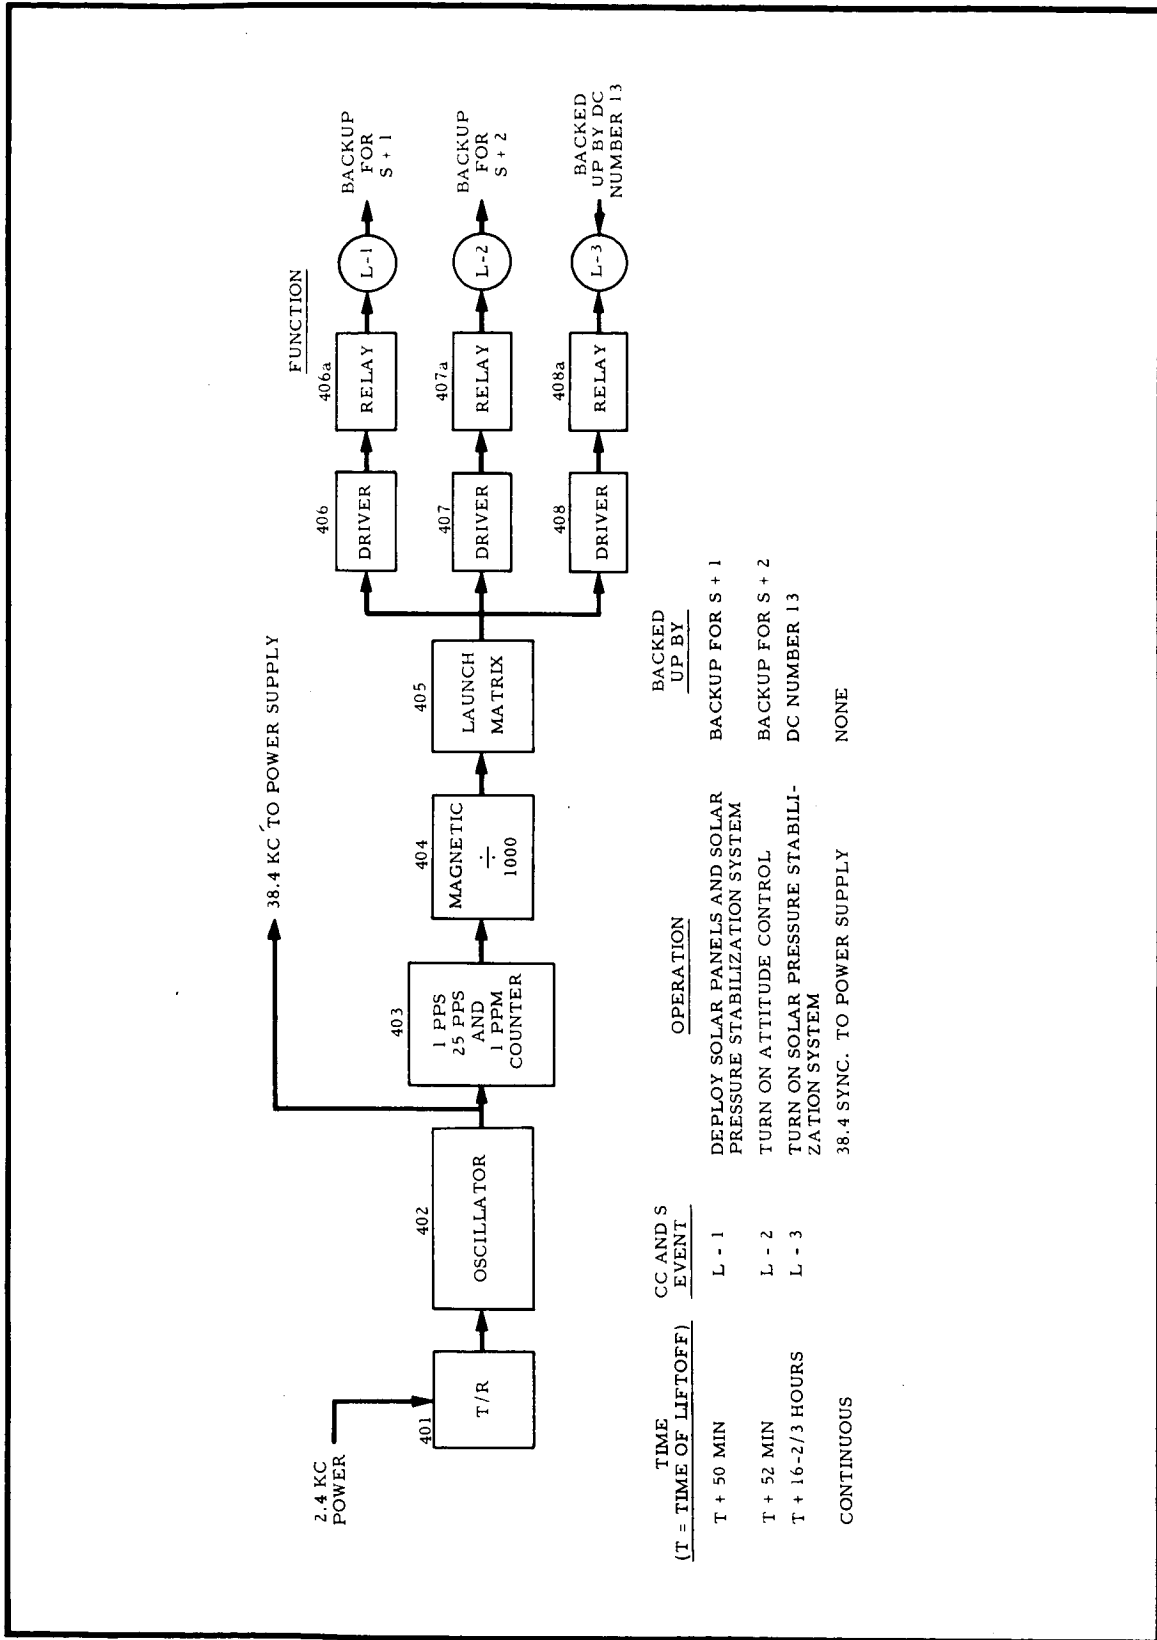 38.4 KC TO POWER SUPPLY
2.4 KC
POWER
401
T/R
402
OSCILLATOR
403
1 PPS
25 PPS
AND
1 PPM
COUNTER
404
MAGNETIC
÷
1000
405
LAUNCH
MATRIX
FUNCTION
406
DRIVER
406a
RELAY
L-1
BACKUP
FOR
S + 1
407
DRIVER
407a
RELAY
L-2
BACKUP
FOR
S + 2
408
DRIVER
408a
RELAY
L-3
BACKED
UP BY DC
NUMBER 13
TIME
(T = TIME OF LIFTOFF)
CC AND S
EVENT
OPERATION
BACKED
UP BY
T + 50 MIN
L - 1
DEPLOY SOLAR PANELS AND SOLAR
PRESSURE STABILIZATION SYSTEM
BACKUP FOR S + 1
T + 52 MIN
L - 2
TURN ON ATTITUDE CONTROL
BACKUP FOR S + 2
T + 16-2/3 HOURS
L - 3
TURN ON SOLAR PRESSURE STABILI-
ZATION SYSTEM
DC NUMBER 13
CONTINUOUS
38.4 SYNC. TO POWER SUPPLY
NONE